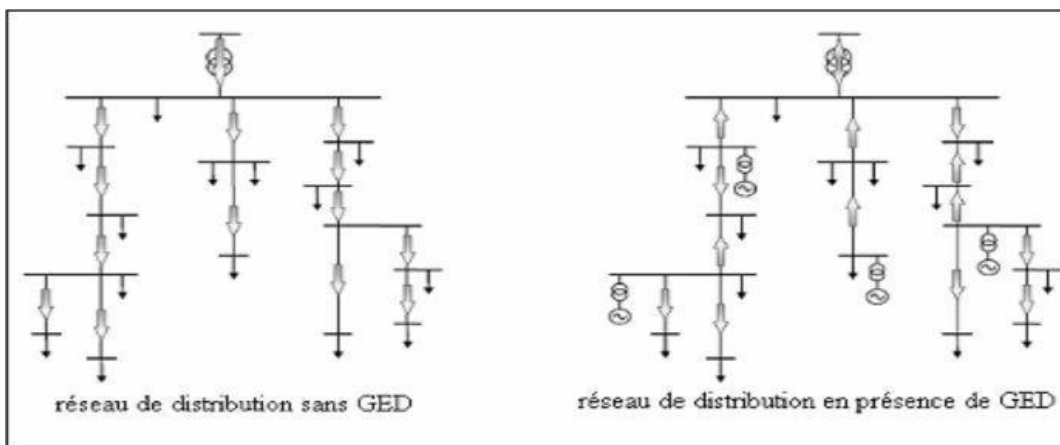 réseau de distribution sans GED
réseau de distribution en présence de GED